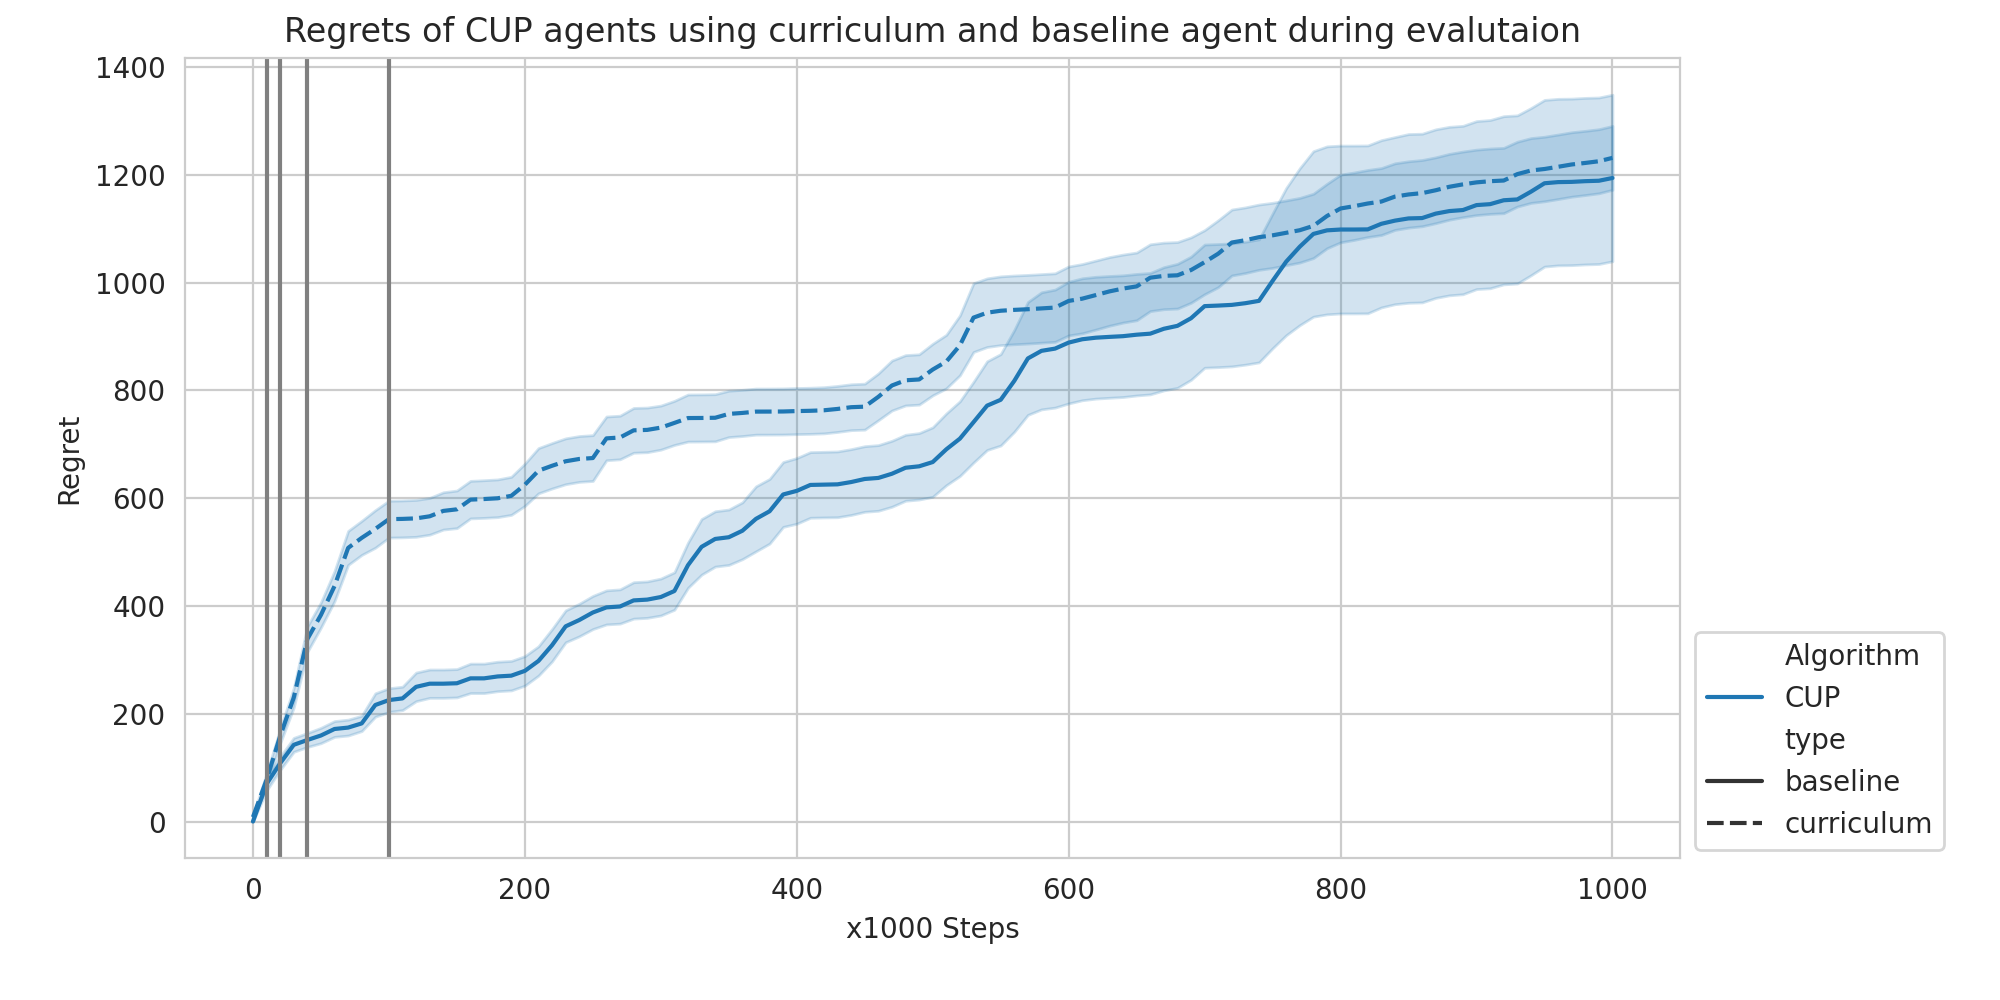 Regrets of CUP agents using curriculum and baseline agent during evalutaion
1400
1200
1000
800
600
400
200
0
Regret
0 200 400 600 800 1000
x1000 Steps
Algorithm
CUP
type
baseline
curriculum